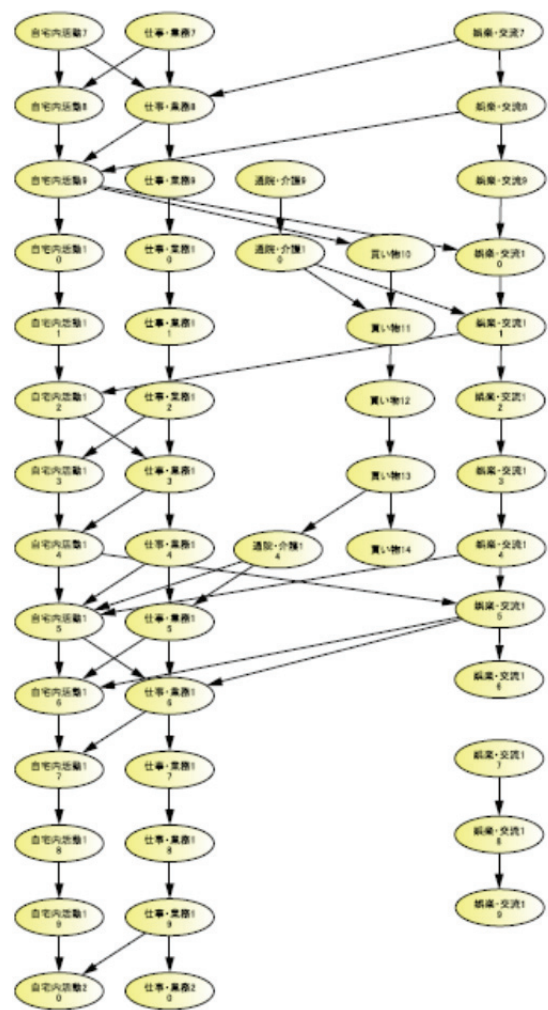 自宅内活動7
仕事・業務7
娯楽・交流7
自宅内活動8
仕事・業務8
娯楽・交流8
自宅内活動9
仕事・業務9
通院・介護9
娯楽・交流9
自宅内活動1
0
仕事・業務1
0
通院・介護1
0
買い物10
娯楽・交流1
0
自宅内活動1
1
仕事・業務1
1
買い物11
娯楽・交流1
1
自宅内活動1
2
仕事・業務1
2
買い物12
娯楽・交流1
2
自宅内活動1
3
仕事・業務1
3
買い物13
娯楽・交流1
3
自宅内活動1
4
仕事・業務1
4
通院・介護1
4
買い物14
娯楽・交流1
4
自宅内活動1
5
仕事・業務1
5
娯楽・交流1
5
自宅内活動1
6
仕事・業務1
6
娯楽・交流1
6
自宅内活動1
7
仕事・業務1
7
娯楽・交流1
7
自宅内活動1
8
仕事・業務1
8
娯楽・交流1
8
自宅内活動1
9
仕事・業務1
9
娯楽・交流1
9
自宅内活動2
0
仕事・業務2
0